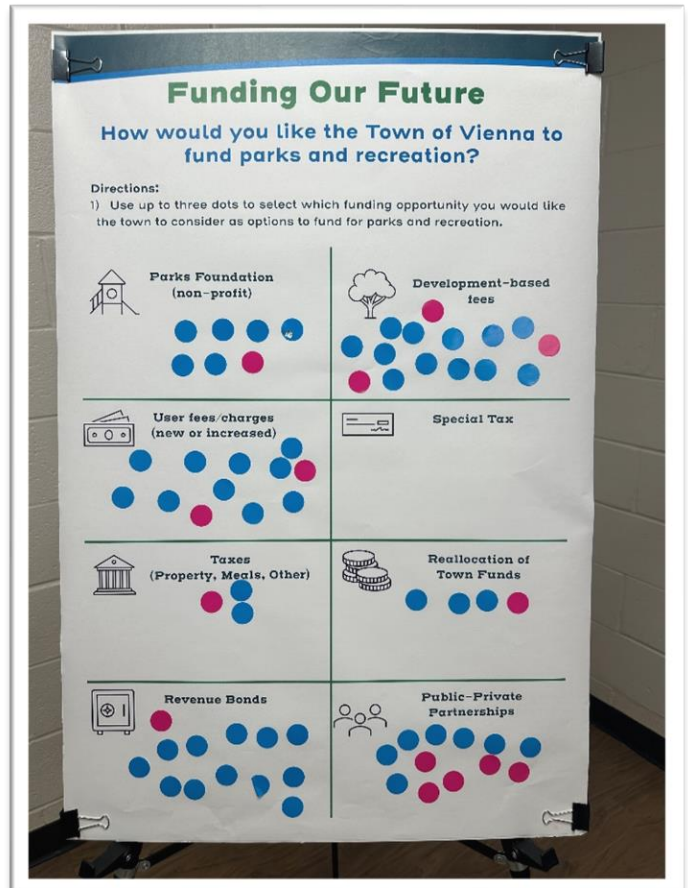 Funding Our Future
How would you like the Town of Vienna to
fund parks and recreation?
Directions:
1) Use up to three dots to select which funding opportunity you would like
the town to consider as options to fund for parks and recreation.
Parks Foundation
(non-profit)
Development-based
fees
User fees/charges
(new or increased)
Special Tax
Taxes
(Property, Meals, Other)
Reallocation of
Town Funds
Revenue Bonds
Public-Private
Partnerships